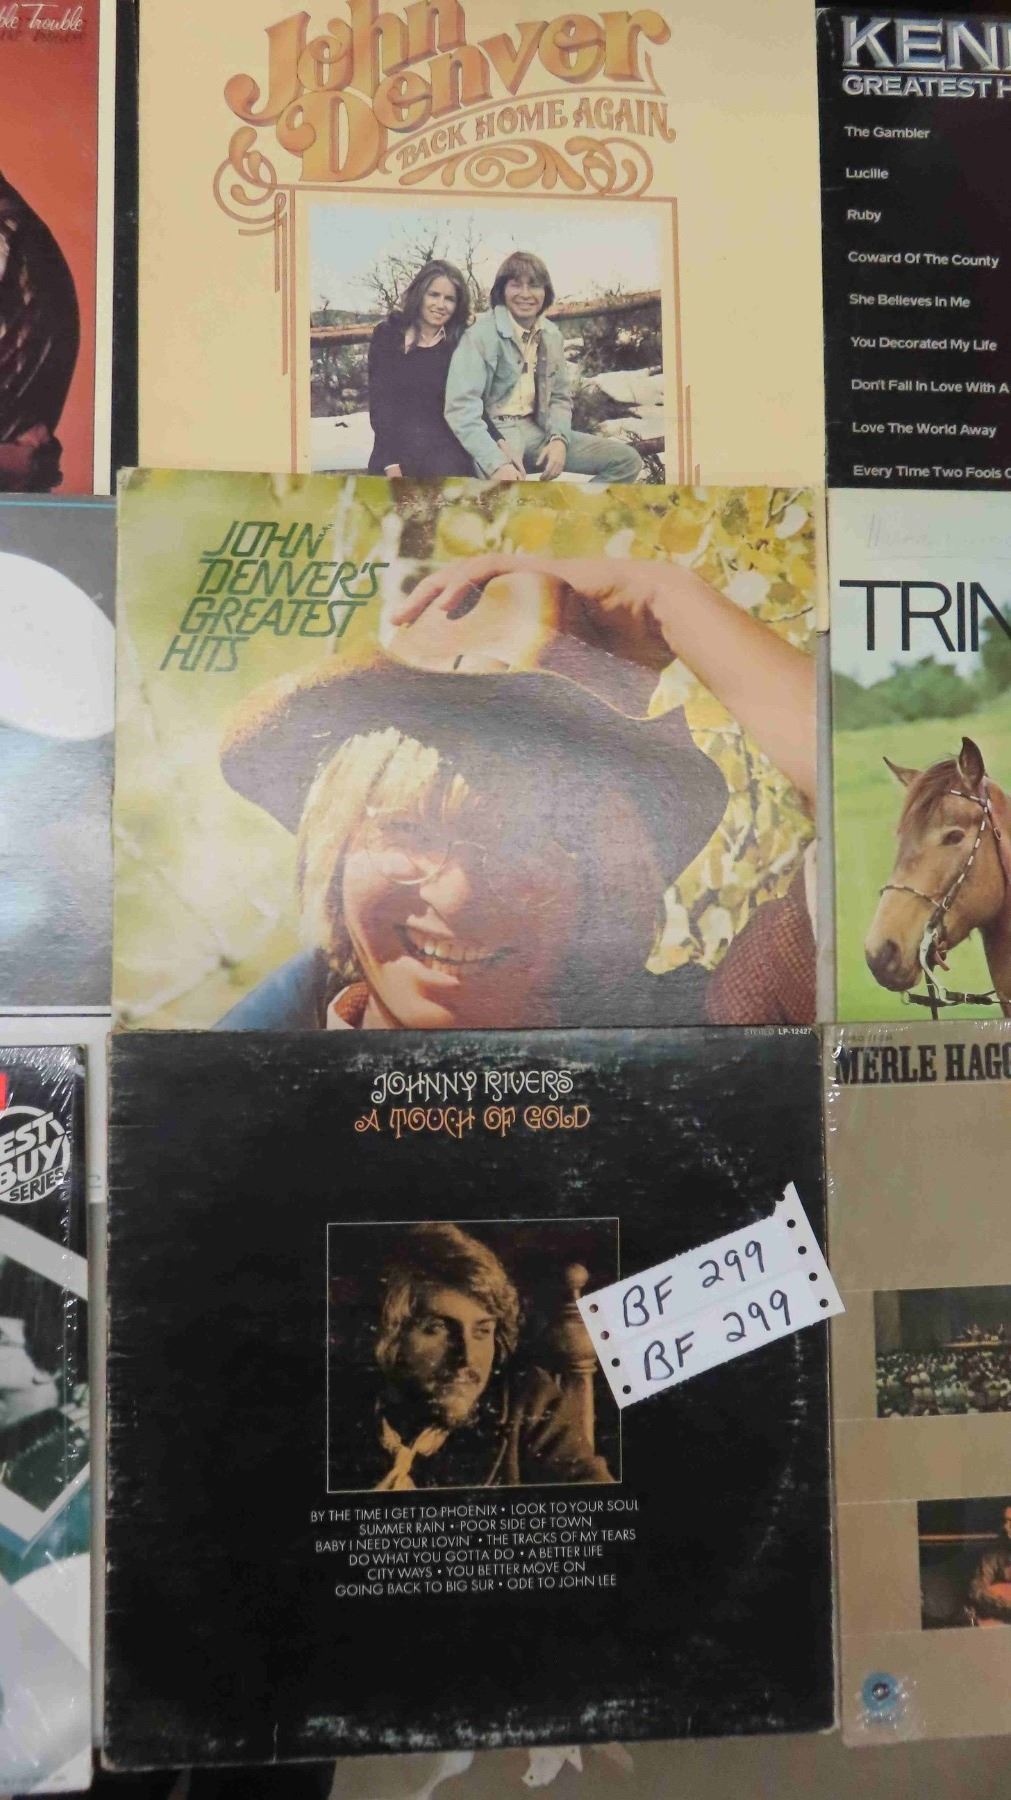 ble Trouble
John
Denver
BACK HOME AGAIN
KENN
GREATEST H
The Gambler
Lucille
Ruby
Coward Of The County
She Believes In Me
You Decorated My Life
Don't Fall In Love With A
Love The World Away
Every Time Two Fools C
JOHN
DENVER'S
GREATEST
HITS
TRIN
STEREO LP-12427
JOHNNY RIVERS
A TOUCH OF GOLD
BF 299
BF 299
BY THE TIME I GET TO PHOENIX • LOOK TO YOUR SOUL
SUMMER RAIN • POOR SIDE OF TOWN
BABY I NEED YOUR LOVIN' • THE TRACKS OF MY TEARS
DO WHAT YOU GOTTA DO • A BETTER LIFE
CITY WAYS • YOU BETTER MOVE ON
GOING BACK TO BIG SUR • ODE TO JOHN LEE
MERLE HAGG
EST
BUY
SERIES